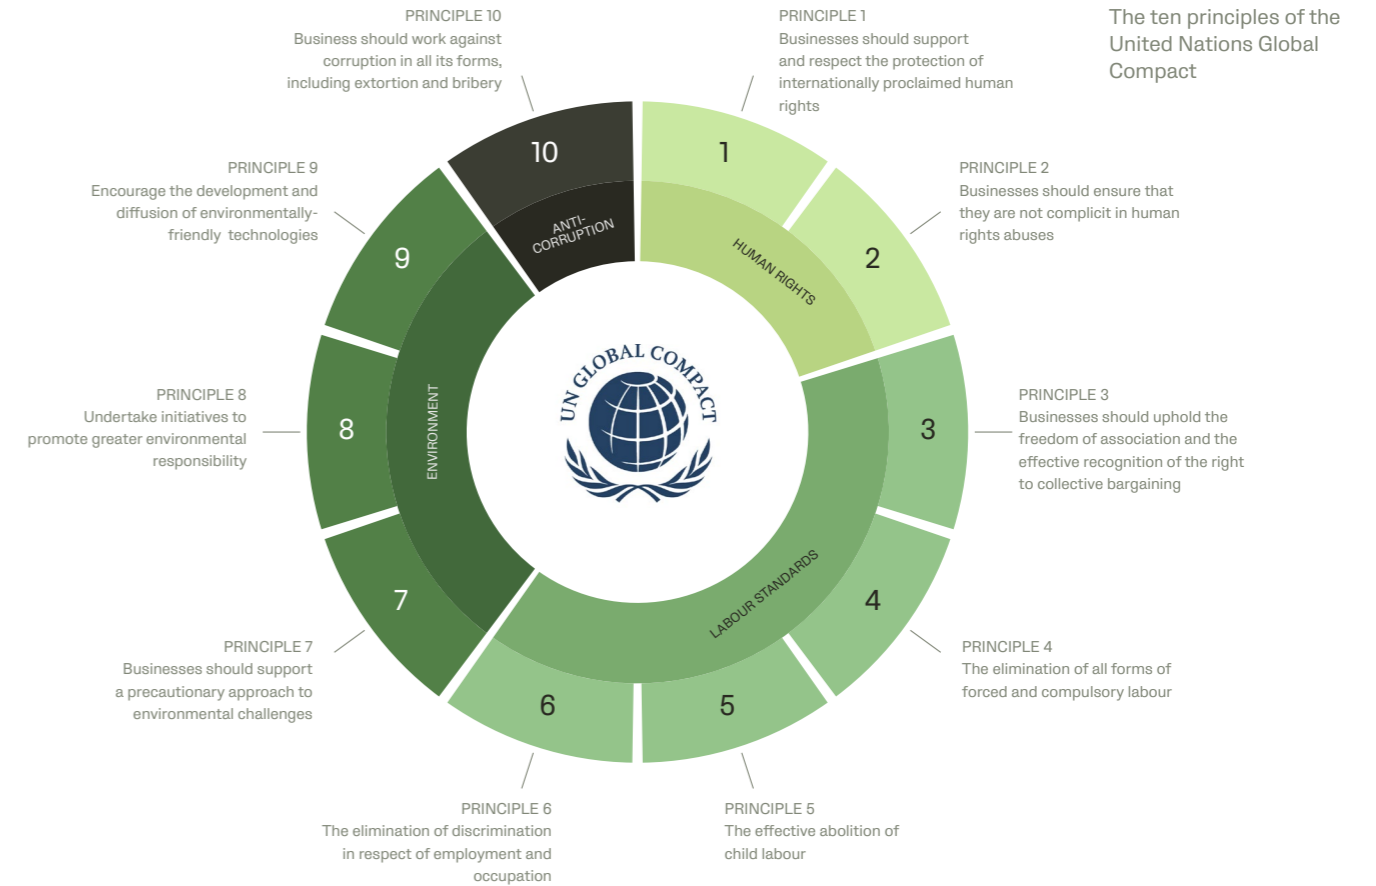 The ten principles of the
United Nations Global
Compact
PRINCIPLE 1
Businesses should support
and respect the protection of
internationally proclaimed human
rights
PRINCIPLE 2
Businesses should ensure that
they are not complicit in human
rights abuses
PRINCIPLE 3
Businesses should uphold the
freedom of association and the
effective recognition of the right
to collective bargaining
PRINCIPLE 4
The elimination of all forms of
forced and compulsory labour
PRINCIPLE 5
The effective abolition of
child labour
PRINCIPLE 6
The elimination of discrimination
in respect of employment and
occupation
PRINCIPLE 7
Businesses should support
a precautionary approach to
environmental challenges
PRINCIPLE 8
Undertake initiatives to
promote greater environmental
responsibility
PRINCIPLE 9
Encourage the development and
diffusion of environmentally-
friendly technologies
PRINCIPLE 10
Business should work against
corruption in all its forms,
including extortion and bribery
1
2
3
4
5
6
7
8
9
10
HUMAN RIGHTS
LABOUR STANDARDS
ENVIRONMENT
ANTI-
CORRUPTION
UN GLOBAL COMPACT